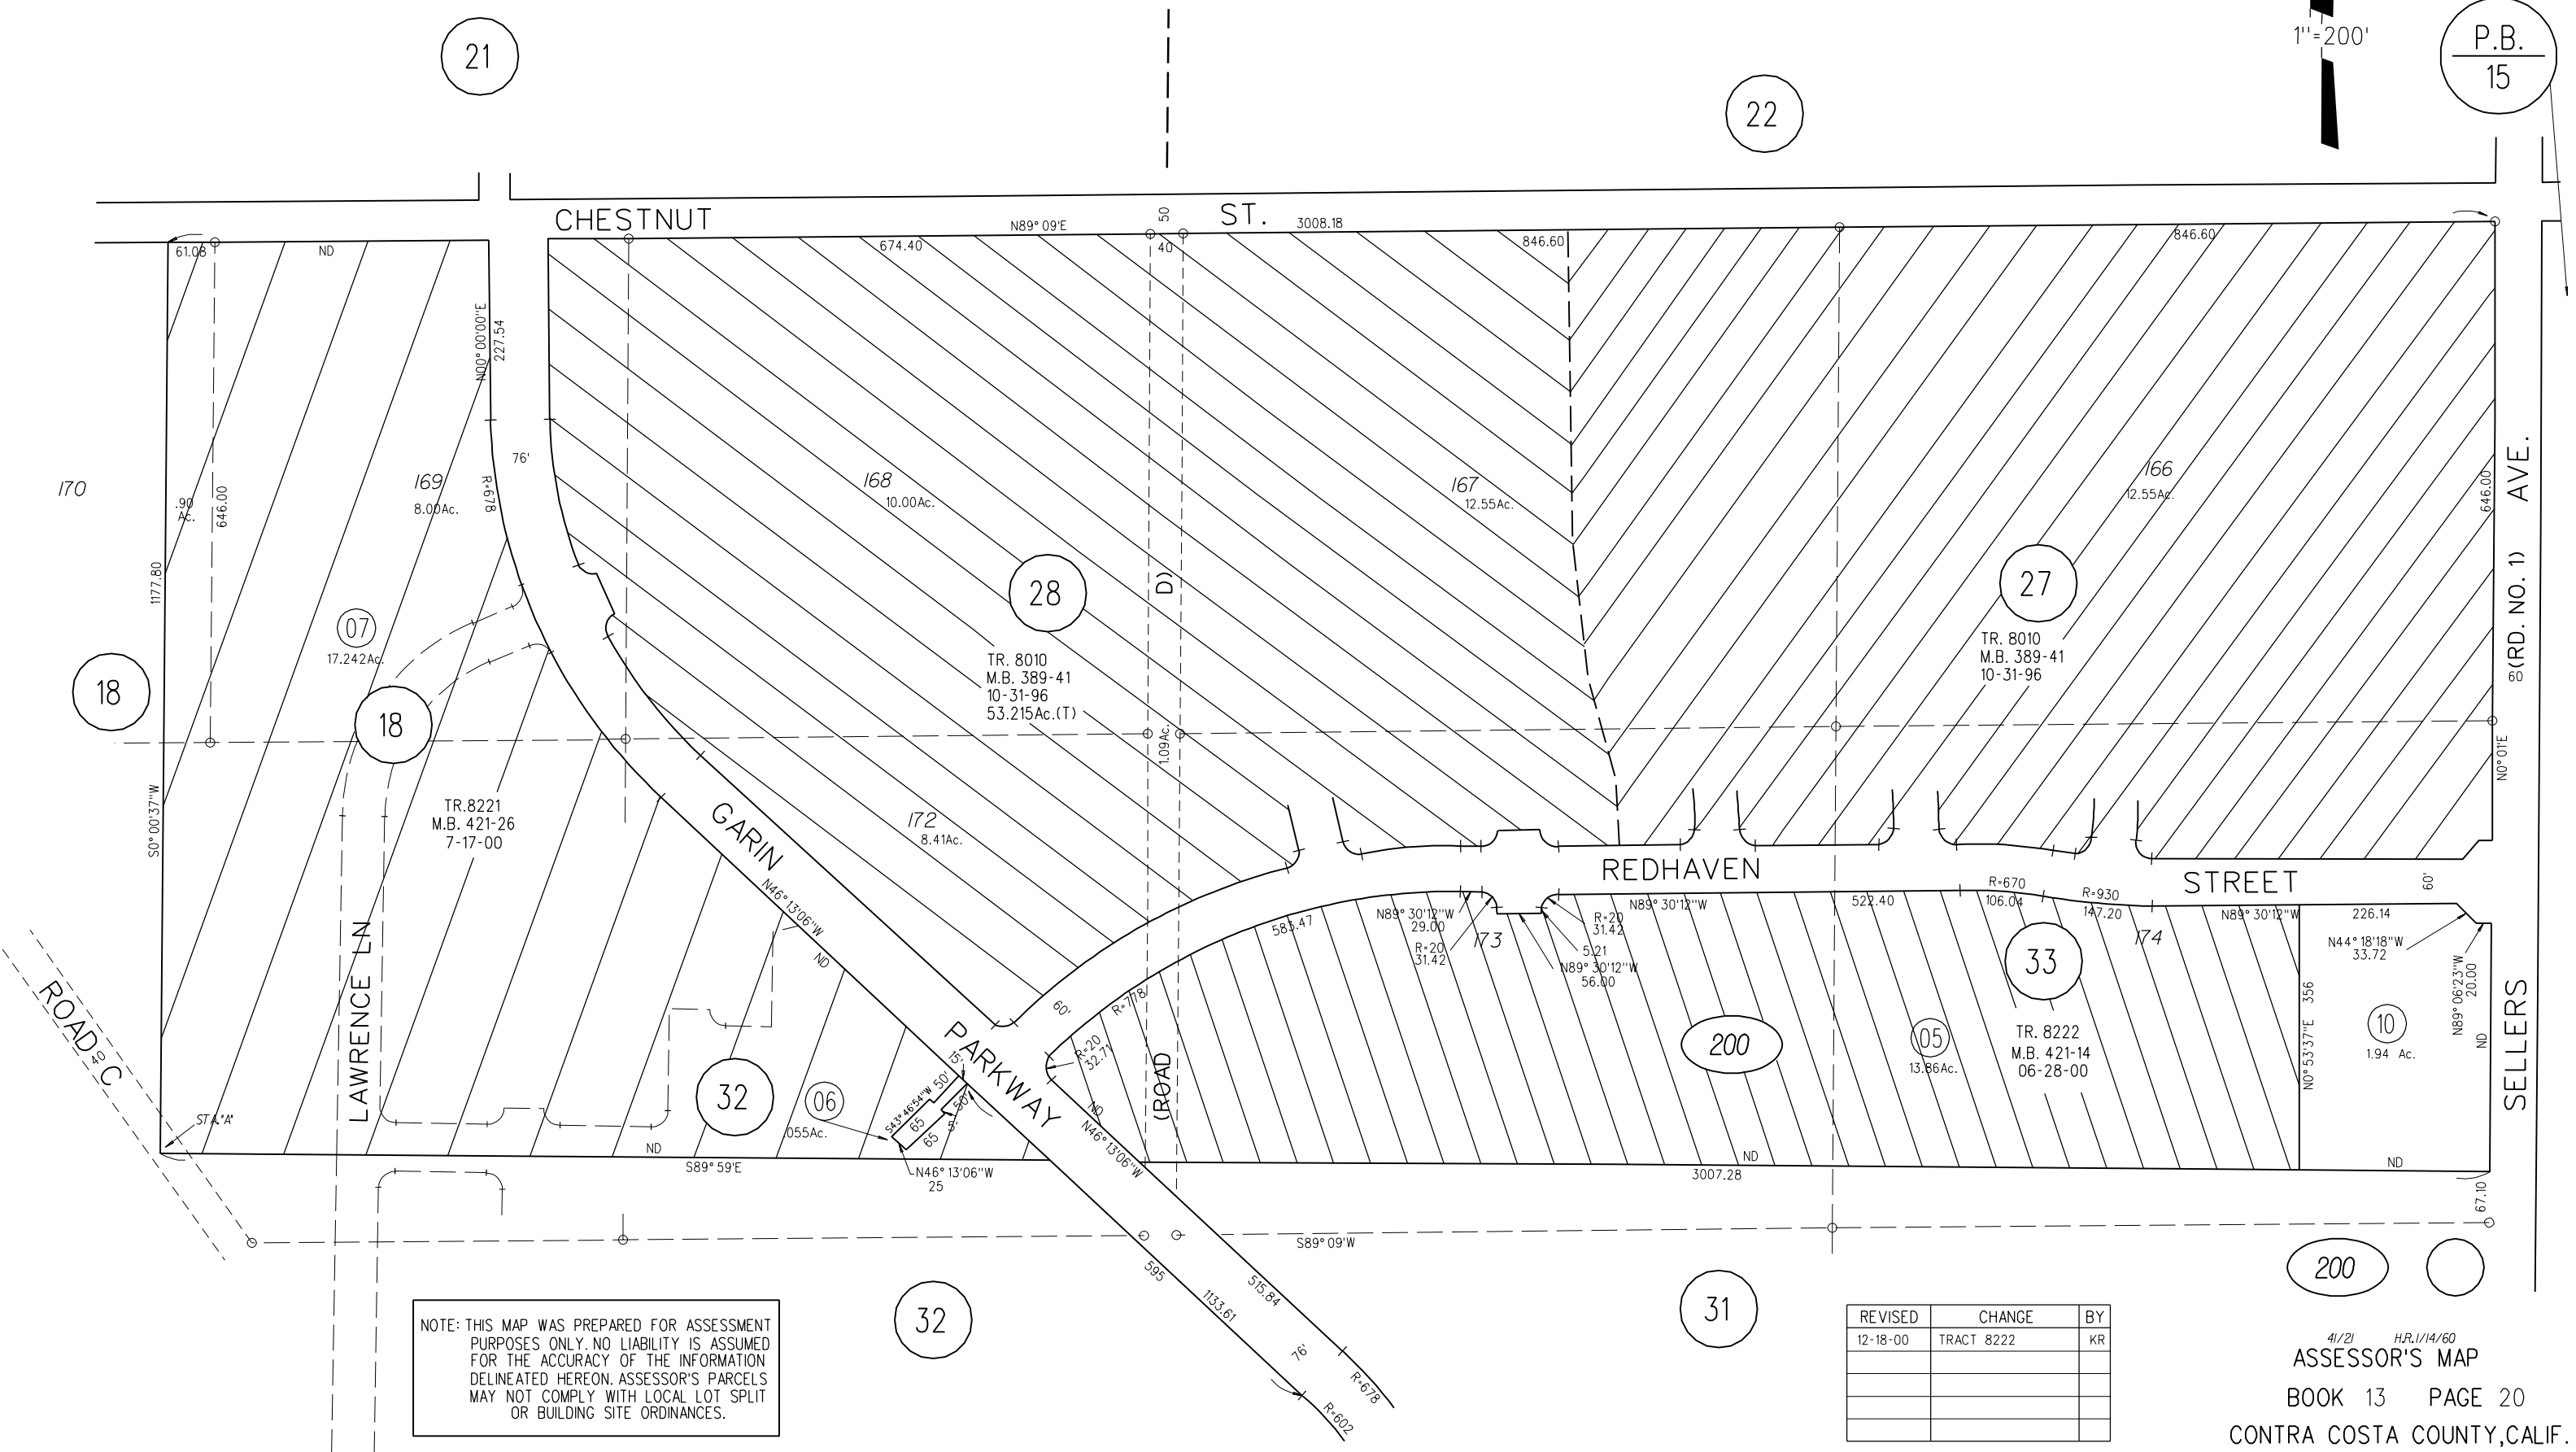 21
22
1"=200'
P.B.
15
CHESTNUT ST.
N89°09'E
3008.18
50
40
61.08
ND
674.40
846.60
846.60
N00°00'00"E
227.54
76'
R=678
170
.90
Ac.
646.00
169
8.00Ac.
168
10.00Ac.
167
12.55Ac.
166
12.55Ac.
646.00
AVE.
(RD. NO. 1)
60
1177.80
07
17.242Ac.
18
18
28
TR. 8010
M.B. 389-41
10-31-96
53.215Ac.(T)
D)
1.09Ac.
27
TR. 8010
M.B. 389-41
10-31-96
N0°01'E
S0°00'37"W
TR.8221
M.B. 421-26
7-17-00
GARIN
172
8.41Ac.
N46°13'06"W
ND
REDHAVEN STREET
60'
R=670
106.04
R=930
147.20
N89°30'12"W
226.14
522.40
N89°30'12"W
583.47
N89°30'12"W
29.00
R=20
31.42
173
R=20
31.42
5.21
N89°30'12"W
56.00
174
N44°18'18"W
33.72
N89°06'23"W
20.00
33
TR. 8222
M.B. 421-14
06-28-00
200
05
13.86Ac.
N0°53'37"E 356
10
1.94 Ac.
ND
SELLERS
ROAD C
40
LAWRENCE LN
STA."A"
60'
R=778
R=20
32.71
PARKWAY
15'
(ROAD
32
06
.055Ac.
S43°46'54"W
50'
50'
65
65
5'
N46°13'06"W
25
ND
N46°13'06"W
ND
S89°59'E
ND
3007.28
ND
67.10
S89°09'W
595
1133.61
515.84
76'
R=678
R=602
32
31
200
NOTE: THIS MAP WAS PREPARED FOR ASSESSMENT
PURPOSES ONLY. NO LIABILITY IS ASSUMED
FOR THE ACCURACY OF THE INFORMATION
DELINEATED HEREON. ASSESSOR'S PARCELS
MAY NOT COMPLY WITH LOCAL LOT SPLIT
OR BUILDING SITE ORDINANCES.
REVISED CHANGE BY
12-18-00 TRACT 8222 KR
41/21 H.R.1/14/60
ASSESSOR'S MAP
BOOK 13 PAGE 20
CONTRA COSTA COUNTY,CALIF.